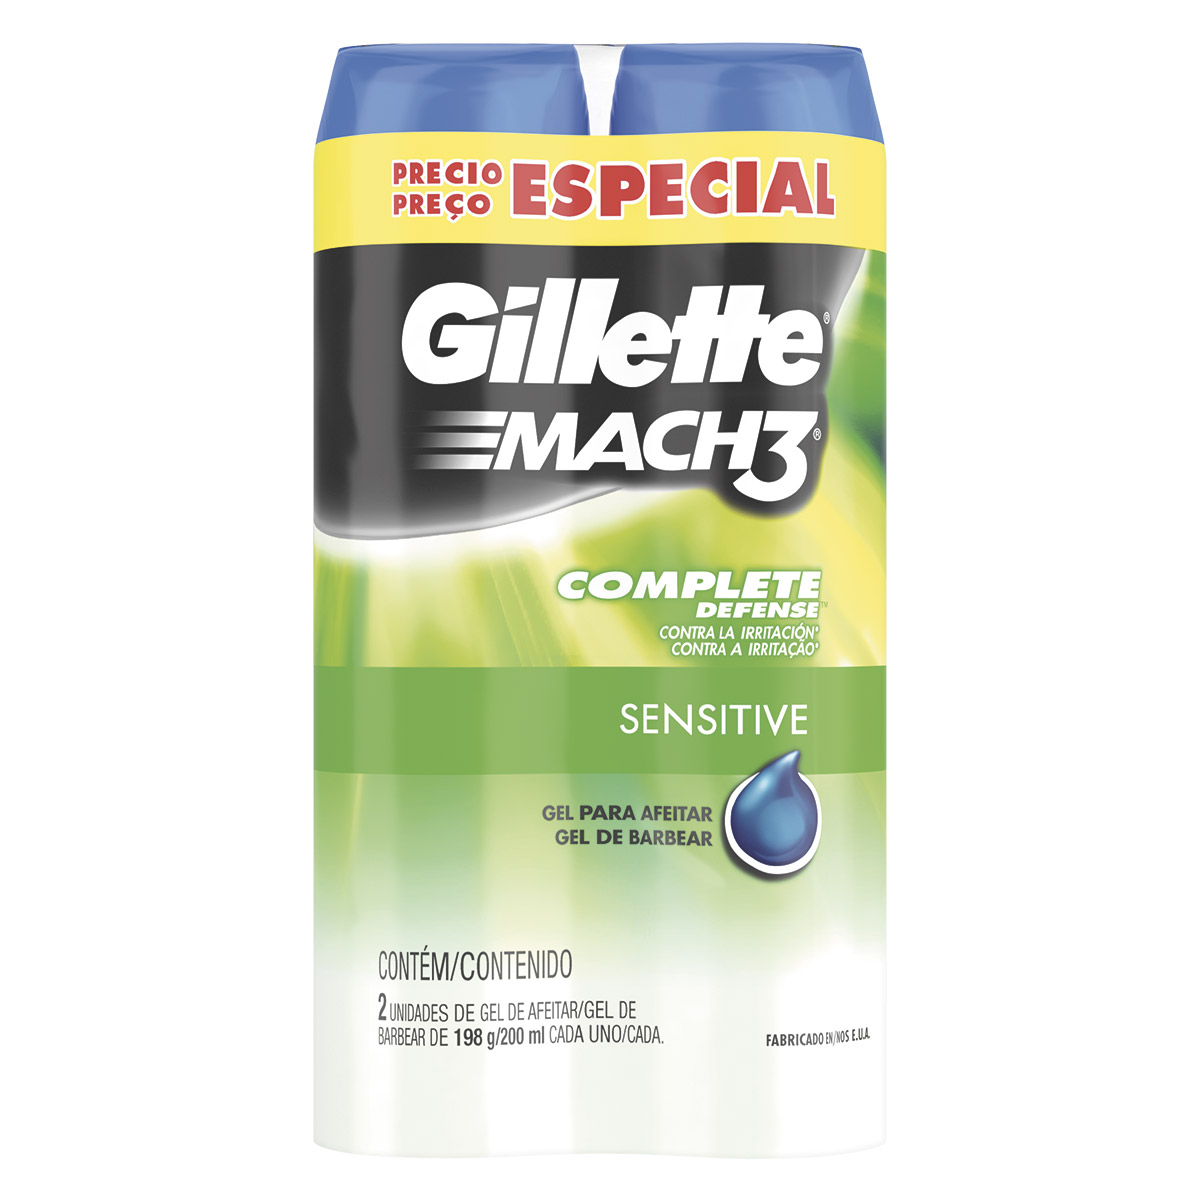 PRECIO
PREÇO
ESPECIAL
Gillette®
MACH3®
COMPLETE
DEFENSE™
CONTRA LA IRRITACIÓN*
CONTRA A IRRITAÇÃO*
SENSITIVE
GEL PARA AFEITAR
GEL DE BARBEAR
CONTÉM/CONTENIDO
2 UNIDADES DE GEL DE AFEITAR/GEL DE
BARBEAR DE 198 g/200 ml CADA UNO/CADA.
FABRICADO EN/NOS E.U.A.